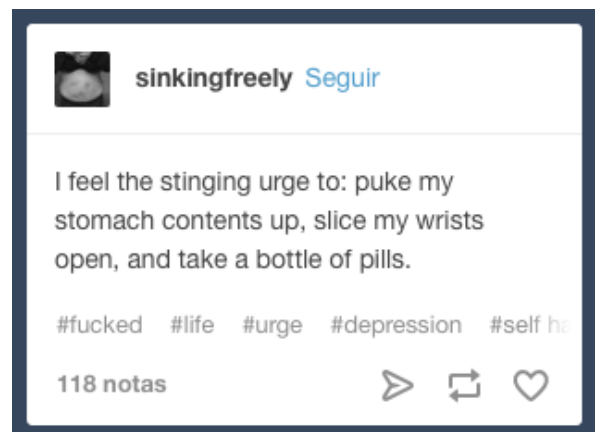 sinkingfreely Seguir
I feel the stinging urge to: puke my
stomach contents up, slice my wrists
open, and take a bottle of pills.
#fucked #life #urge #depression #self
118 notas